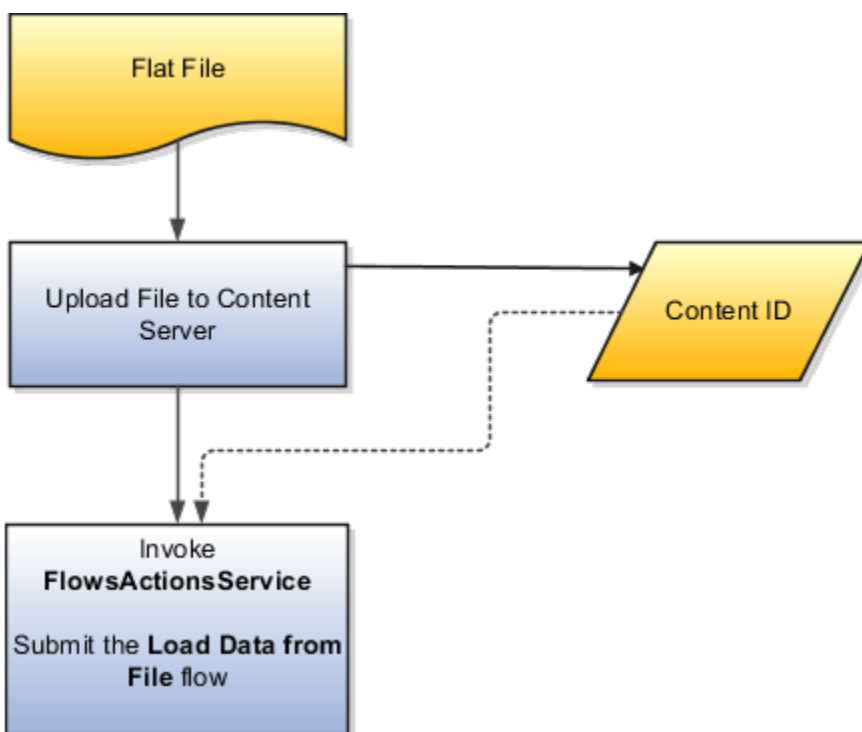 Flat File
Upload File to Content
Server
Content ID
Invoke
FlowsActionsService
Submit the Load Data from
File flow